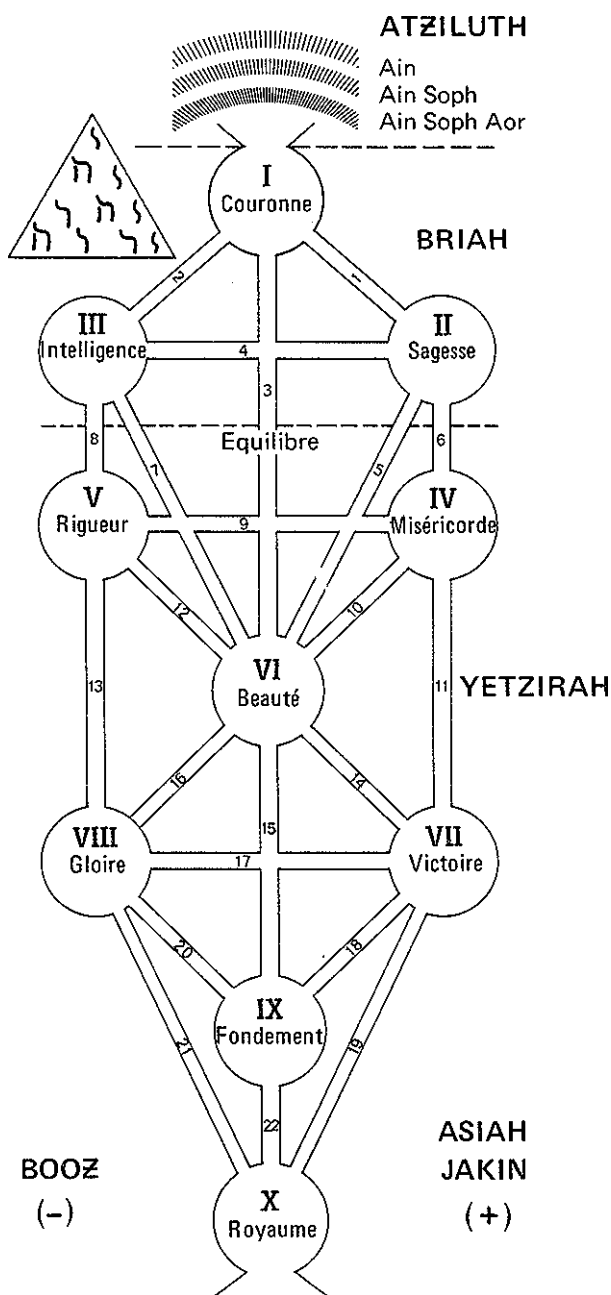 ATZILUTH
Ain
Ain Soph
Ain Soph Aor
י
יה
I
Couronne
BRIAH
2
1
III
Intelligence
II
Sagesse
4
3
8
Equilibre
6
7
5
V
Rigueur
IV
Miséricorde
9
12
10
VI
Beauté
13
11
YETZIRAH
16
14
15
VIII
Gloire
VII
Victoire
17
20
18
IX
Fondement
21
19
22
BOOZ
(-)
ASIAH
JAKIN
(+)
X
Royaume